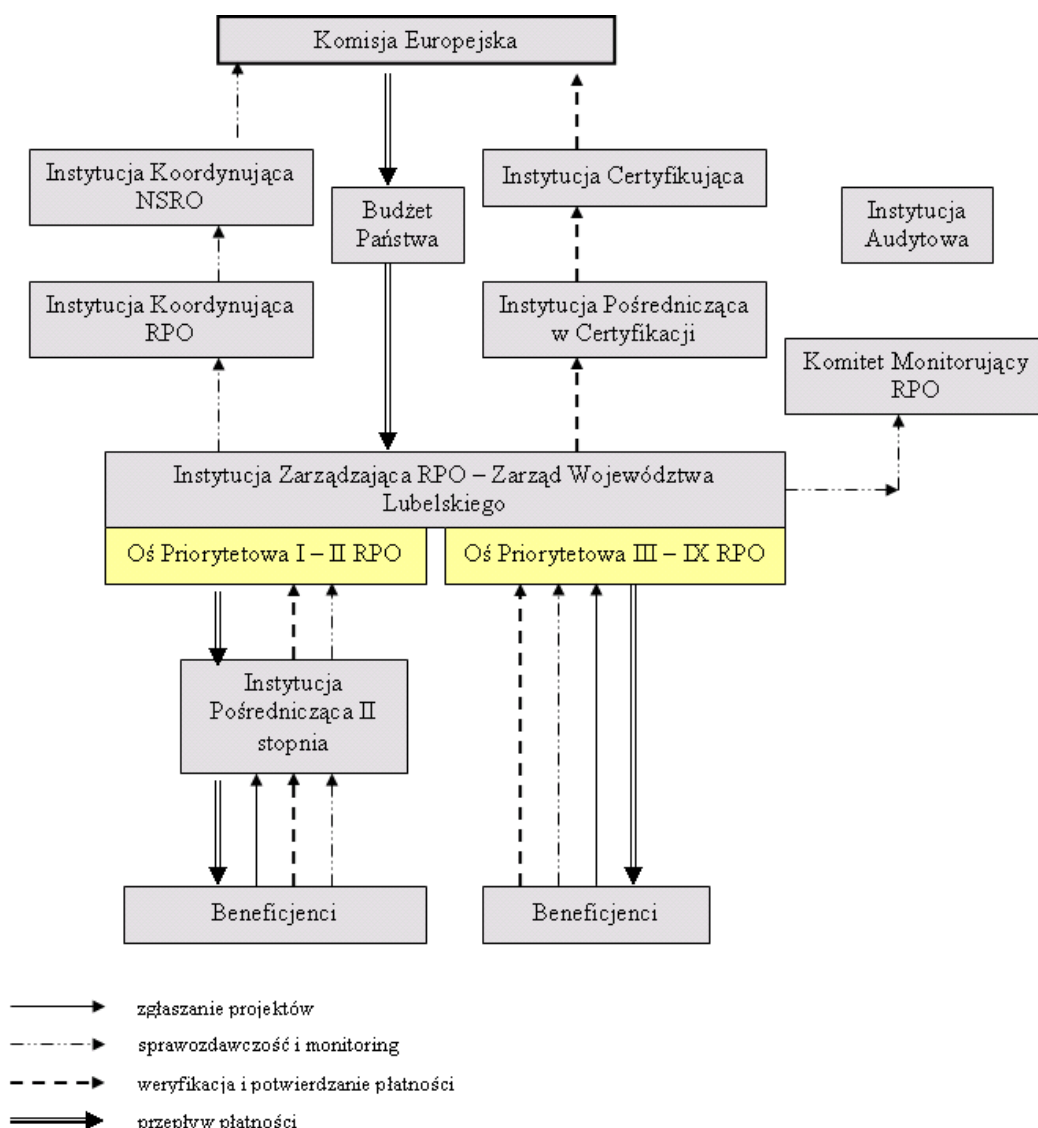 Komisja Europejska
Instytucja Koordynująca
NSRO
Budżet
Państwa
Instytucja Certyfikująca
Instytucja
Audytowa
Instytucja Koordynująca
RPO
Instytucja Pośrednicząca
w Certyfikacji
Komitet Monitorujący
RPO
Instytucja Zarządzająca RPO – Zarząd Województwa
Lubelskiego
Oś Priorytetowa I – II RPO
Oś Priorytetowa III – IX RPO
Instytucja
Pośrednicząca II
stopnia
Beneficjenci
Beneficjenci
zgłaszanie projektów
sprawozdawczość i monitoring
weryfikacja i potwierdzanie płatności
przepływ płatności